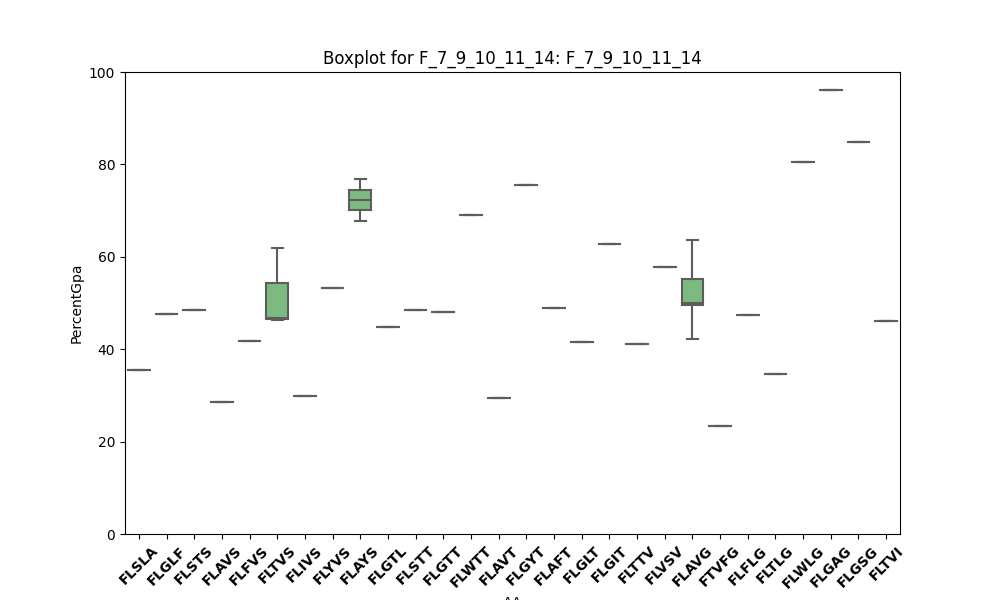 Boxplot for F_7_9_10_11_14: F_7_9_10_11_14
PercentGpa
100
80
60
40
20
0
FLSLA
FLGLF
FLSTS
FLAVS
FLFVS
FLTVS
FLIVS
FLYVS
FLAYS
FLGTL
FLSTT
FLGTT
FLWTT
FLAVT
FLGYT
FLAFT
FLGLT
FLGIT
FLTTV
FLVSV
FLAVG
FTVFG
FLFLG
FLTLG
FLWLG
FLGAG
FLGSG
FLTVI